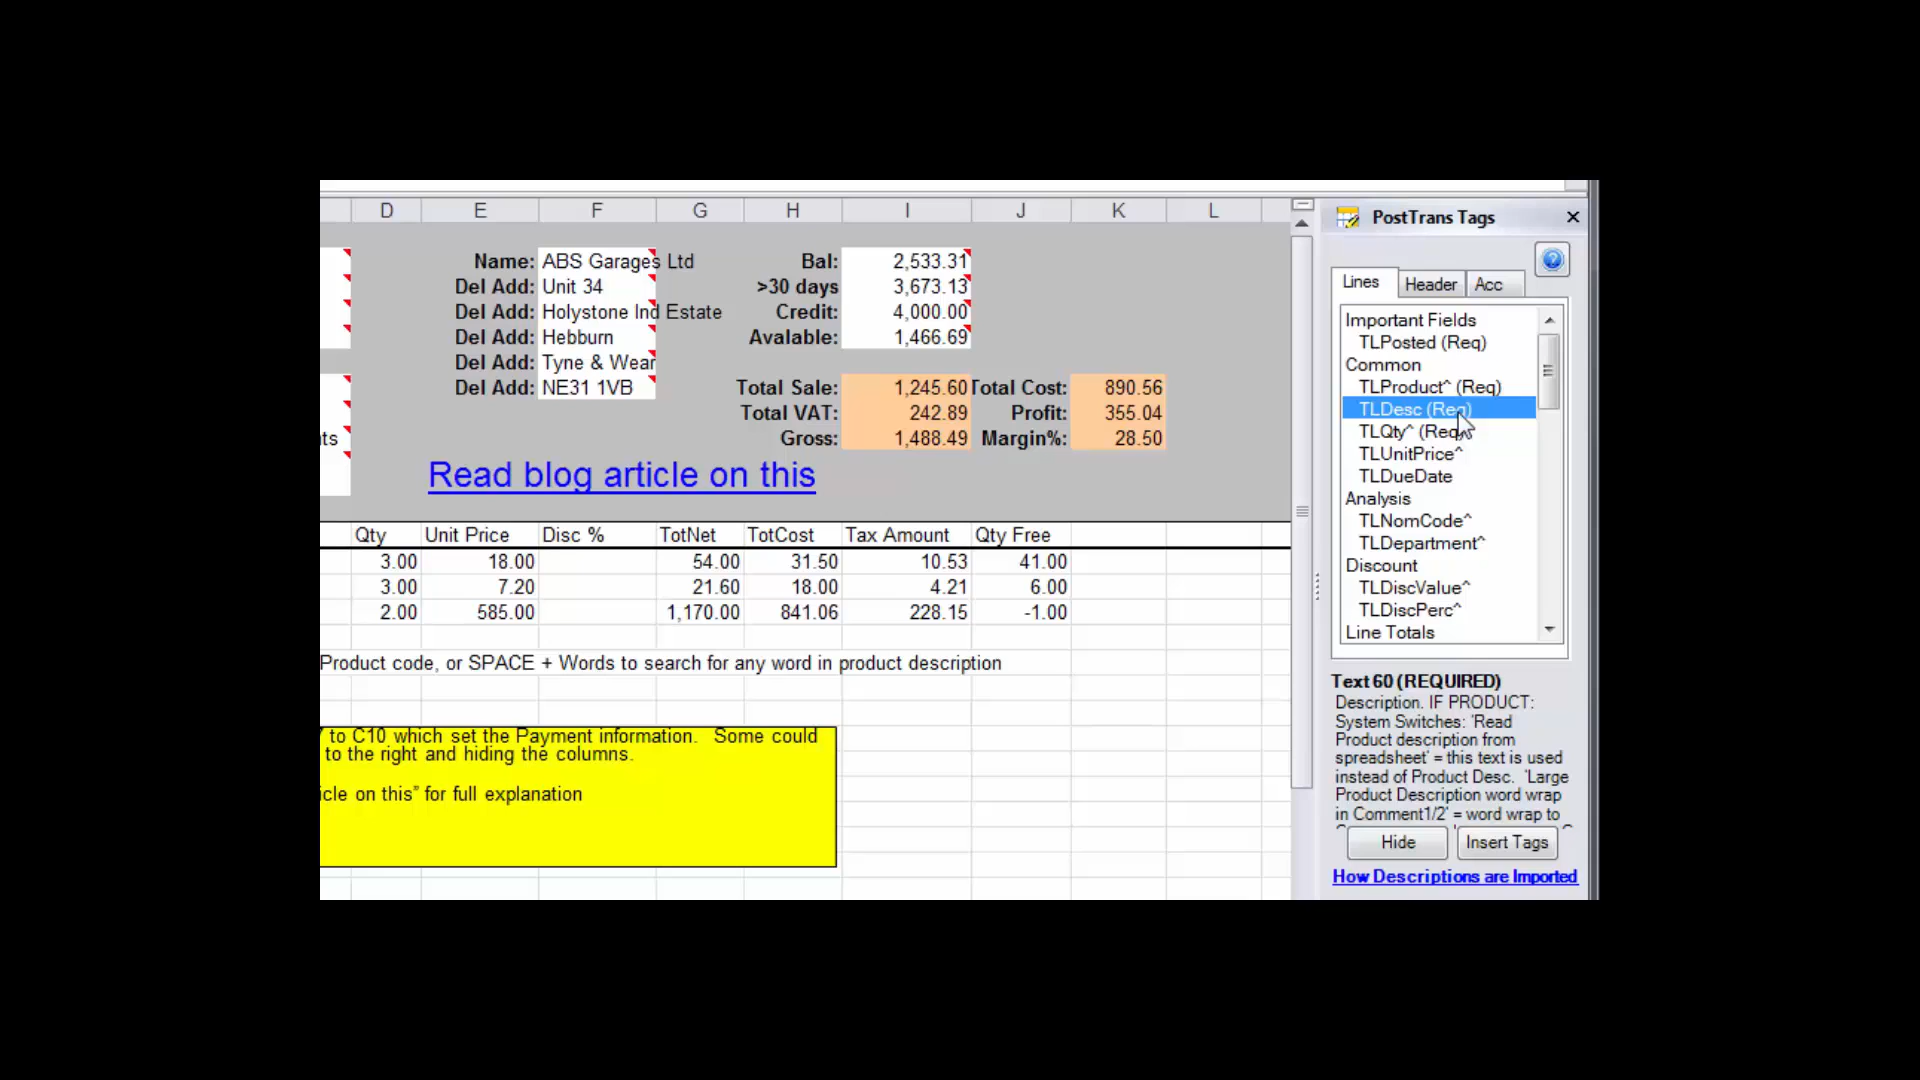 D E F G H I J K L
Name: ABS Garages Ltd Bal: 2,533.31
Del Add: Unit 34 >30 days 3,673.13
Del Add: Holystone Ind Estate Credit: 4,000.00
Del Add: Hebburn Avalable: 1,466.69
Del Add: Tyne & Wear
Del Add: NE31 1VB Total Sale: 1,245.60 Total Cost: 890.56
Total VAT: 242.89 Profit: 355.04
ts Gross: 1,488.49 Margin%: 28.50
Read blog article on this
Qty Unit Price Disc % TotNet TotCost Tax Amount Qty Free
3.00 18.00 54.00 31.50 10.53 41.00
3.00 7.20 21.60 18.00 4.21 6.00
2.00 585.00 1,170.00 841.06 228.15 -1.00
Product code, or SPACE + Words to search for any word in product description
to C10 which set the Payment information. Some could
to the right and hiding the columns.
icle on this" for full explanation
PostTrans Tags
Lines Header Acc
Important Fields
TLPosted (Req)
Common
TLProduct^ (Req)
TLDesc (Req)
TLQty^ (Req)
TLUnitPrice^
TLDueDate
Analysis
TLNomCode^
TLDepartment^
Discount
TLDiscValue^
TLDiscPerc^
Line Totals
Text 60 (REQUIRED)
Description. IF PRODUCT:
System Switches: 'Read
Product description from
spreadsheet' = this text is used
instead of Product Desc. 'Large
Product Description word wrap
in Comment1/2' = word wrap to
Hide Insert Tags
How Descriptions are Imported